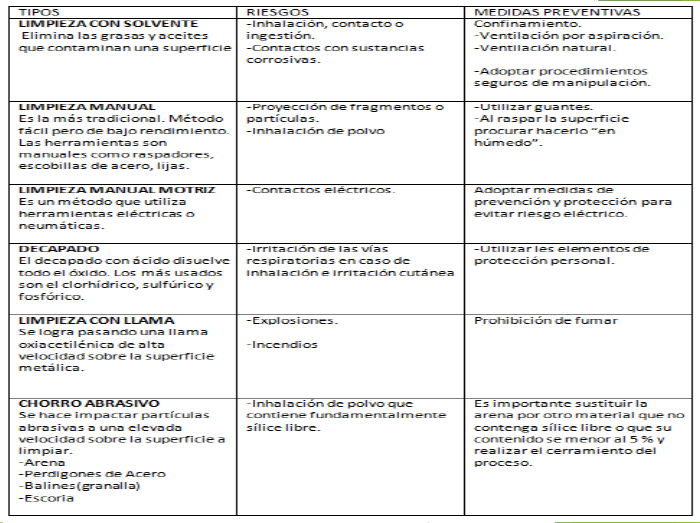 TIPOS
RIESGOS
MEDIDAS PREVENTIVAS
LIMPIEZA CON SOLVENTE
Elimina las grasas y aceites
que contaminan una superficie
-Inhalación, contacto o
ingestión.
-Contactos con sustancias
corrosivas.
Confinamiento.
-Ventilación por aspiración.
-Ventilación natural.
-Adoptar procedimientos
seguros de manipulación.
LIMPIEZA MANUAL
Es la más tradicional. Método
fácil pero de bajo rendimiento.
Las herramientas son
manuales como raspadores,
escobillas de acero, lijas.
-Proyección de fragmentos o
partículas.
-Inhalación de polvo
-Utilizar guantes.
-Al raspar la superficie
procurar hacerlo “en
húmedo”.
LIMPIEZA MANUAL MOTRIZ
Es un método que utiliza
herramientas eléctricas o
neumáticas.
-Contactos eléctricos.
Adoptar medidas de
prevención y protección para
evitar riesgo eléctrico.
DECAPADO
El decapado con ácido disuelve
todo el óxido. Los más usados
son el clorhídrico, sulfúrico y
fosfórico.
-Irritación de las vías
respiratorias en caso de
inhalación e irritación cutánea
-Utilizar les elementos de
protección personal.
LIMPIEZA CON LLAMA
Se logra pasando una llama
oxiacetilénica de alta
velocidad sobre la superficie
metálica.
-Explosiones.
-Incendios
Prohibición de fumar
CHORRO ABRASIVO
Se hace impactar partículas
abrasivas a una elevada
velocidad sobre la superficie a
limpiar.
-Arena
-Perdigones de Acero
-Balines(granalla)
-Escoria
-Inhalación de polvo que
contiene fundamentalmente
sílice libre.
Es importante sustituir la
arena por otro material que no
contenga sílice libre o que su
contenido se menor al 5 % y
realizar el cerramiento del
proceso.